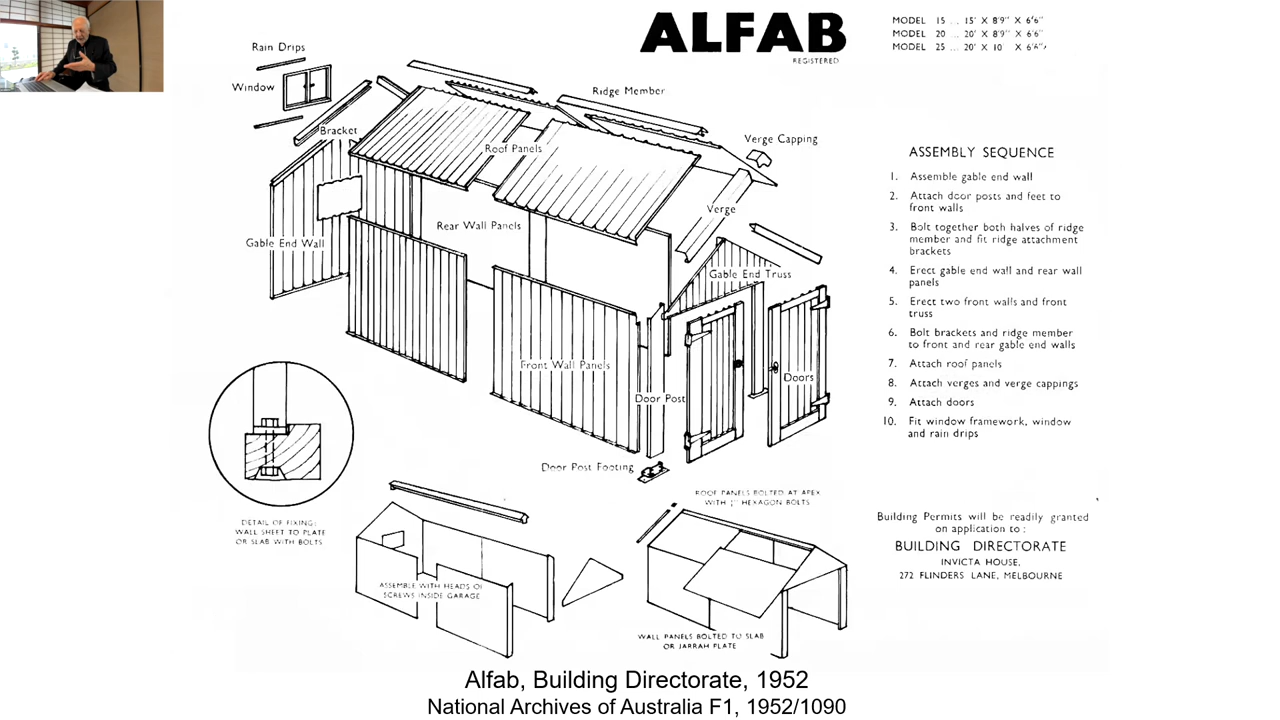 ALFAB
REGISTERED
MODEL 15 ... 15' X 8'9" X 6'6"
MODEL 20 ... 20' X 8'9" X 6'6"
MODEL 25 ... 20' X 10' X 6'6"
Rain Drips
Window
Bracket
Ridge Member
Verge Capping
Roof Panels
Verge
Rear Wall Panels
Gable End Wall
Gable End Truss
Front Wall Panels
Doors
Door Post
Door Post Footing
DETAIL OF FIXING:
WALL SHEET TO PLATE
OR SLAB WITH BOLTS
ASSEMBLE WITH HEADS OF
SCREWS INSIDE GARAGE
ROOF PANELS BOLTED AT APEX
WITH HEXAGON BOLTS
WALL PANELS BOLTED TO SLAB
OR JARRAH PLATE
ASSEMBLY SEQUENCE
1. Assemble gable end wall
2. Attach door posts and feet to
front walls
3. Bolt together both halves of ridge
member and fit ridge attachment
brackets
4. Erect gable end wall and rear wall
panels
5. Erect two front walls and front
truss
6. Bolt brackets and ridge member
to front and rear gable end walls
7. Attach roof panels
8. Attach verges and verge cappings
9. Attach doors
10. Fit window framework, window
and rain drips
Building Permits will be readily granted
on application to:
BUILDING DIRECTORATE
INVICTA HOUSE,
272 FLINDERS LANE, MELBOURNE
Alfab, Building Directorate, 1952
National Archives of Australia F1, 1952/1090